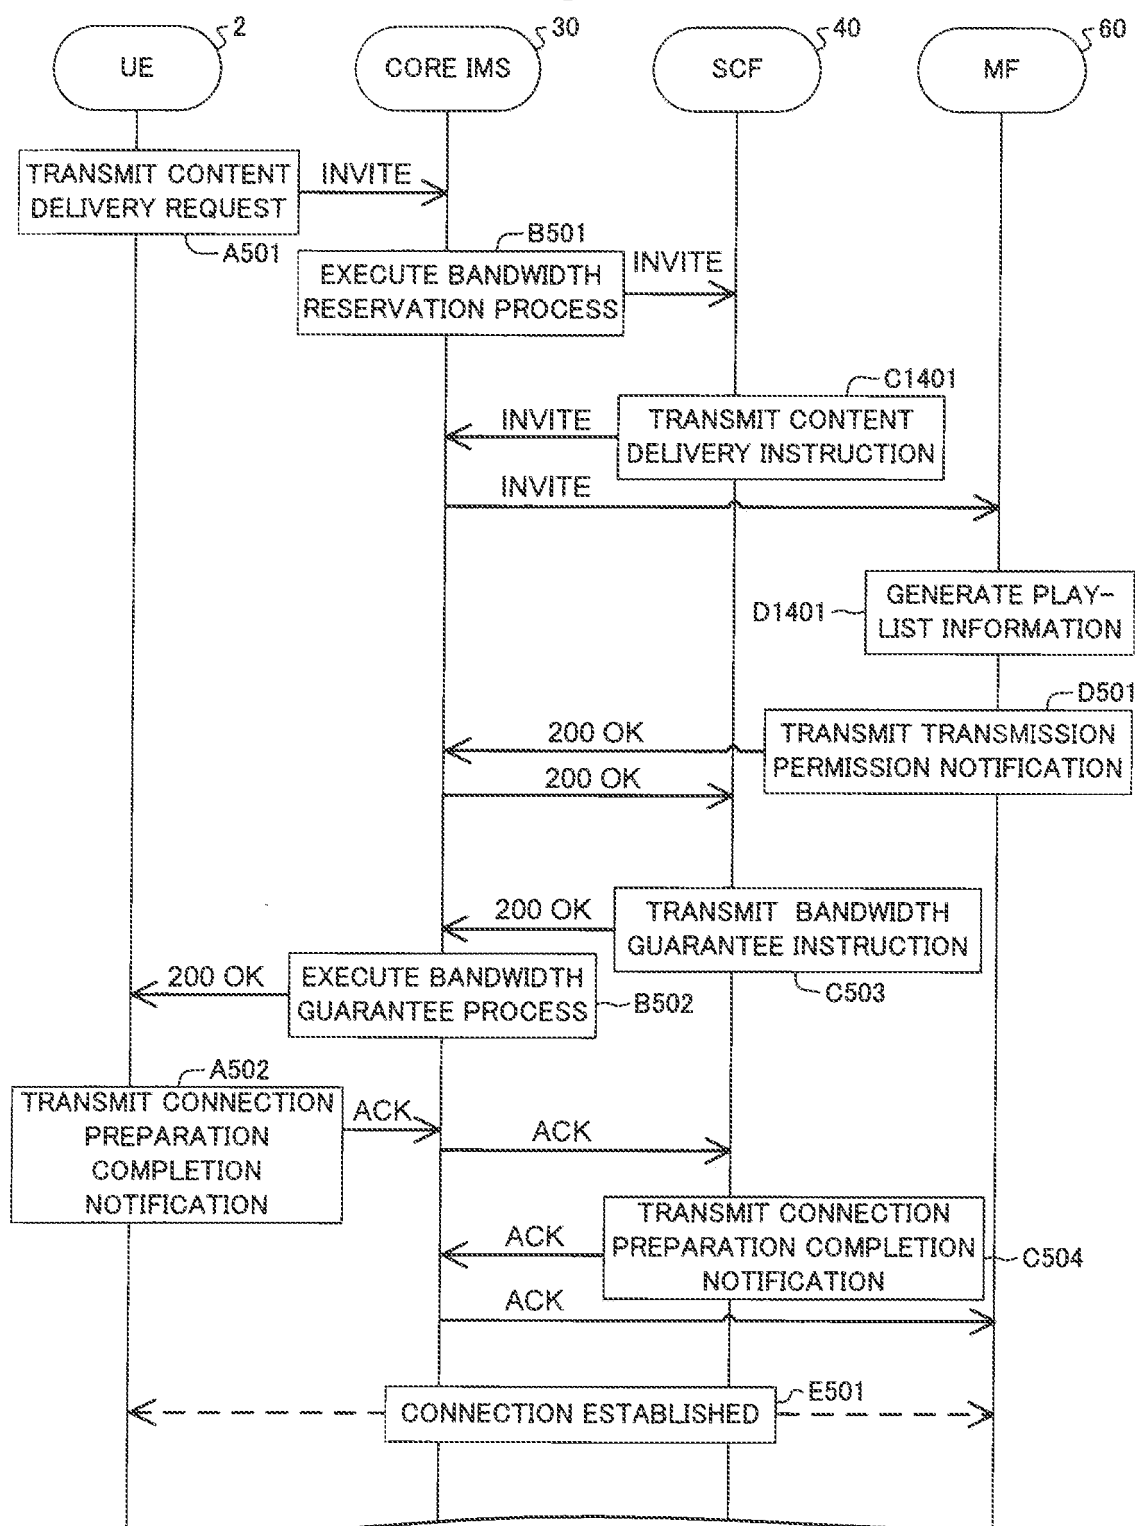 2
30
40
60
UE
CORE IMS
SCF
MF
TRANSMIT CONTENT
DELIVERY REQUEST
INVITE
A501
B501
EXECUTE BANDWIDTH
RESERVATION PROCESS
INVITE
C1401
INVITE
TRANSMIT CONTENT
DELIVERY INSTRUCTION
INVITE
D1401
GENERATE PLAY-
LIST INFORMATION
D501
200 OK
TRANSMIT TRANSMISSION
PERMISSION NOTIFICATION
200 OK
200 OK
TRANSMIT BANDWIDTH
GUARANTEE INSTRUCTION
C503
200 OK
EXECUTE BANDWIDTH
GUARANTEE PROCESS
B502
A502
TRANSMIT CONNECTION
PREPARATION
COMPLETION
NOTIFICATION
ACK
ACK
ACK
TRANSMIT CONNECTION
PREPARATION COMPLETION
NOTIFICATION
C504
ACK
E501
CONNECTION ESTABLISHED